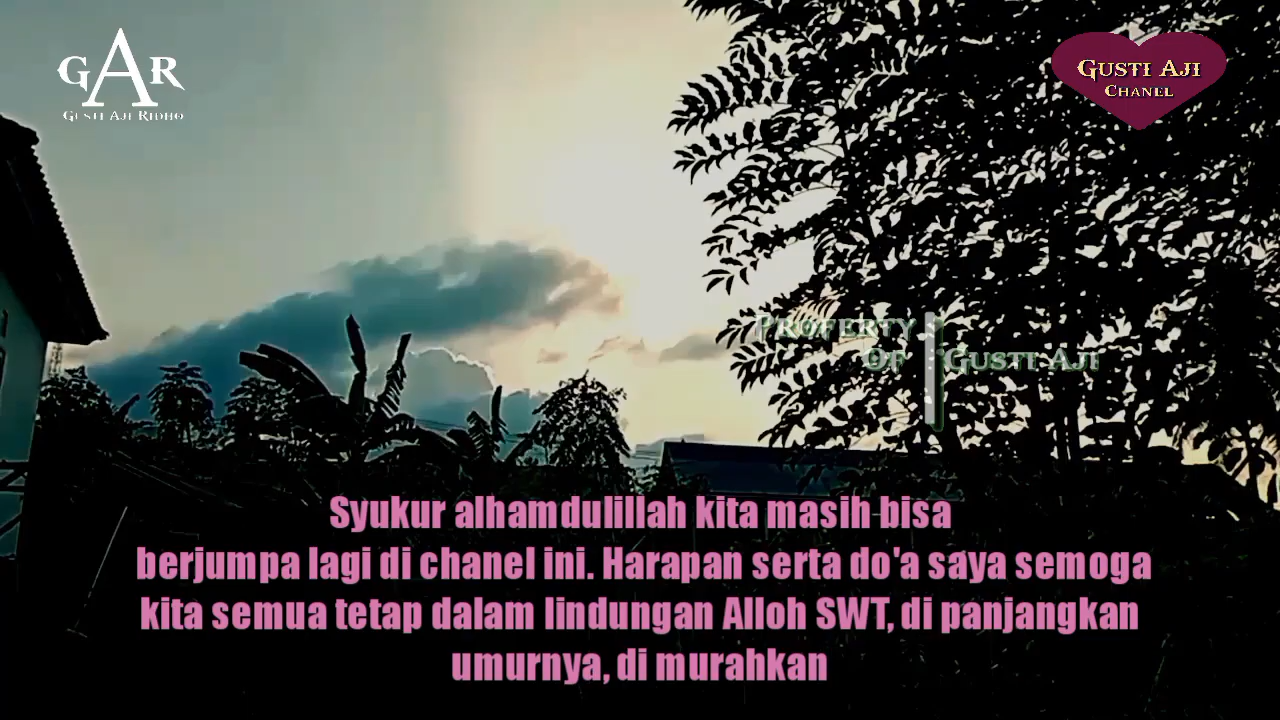 GAR
GUSTI AJI RIDHO
GUSTI AJI
CHANEL
PROFERTY
OF GUSTI AJI
Syukur alhamdulillah kita masih bisa
berjumpa lagi di chanel ini. Harapan serta do'a saya semoga
kita semua tetap dalam lindungan Alloh SWT, di panjangkan
umurnya, di murahkan